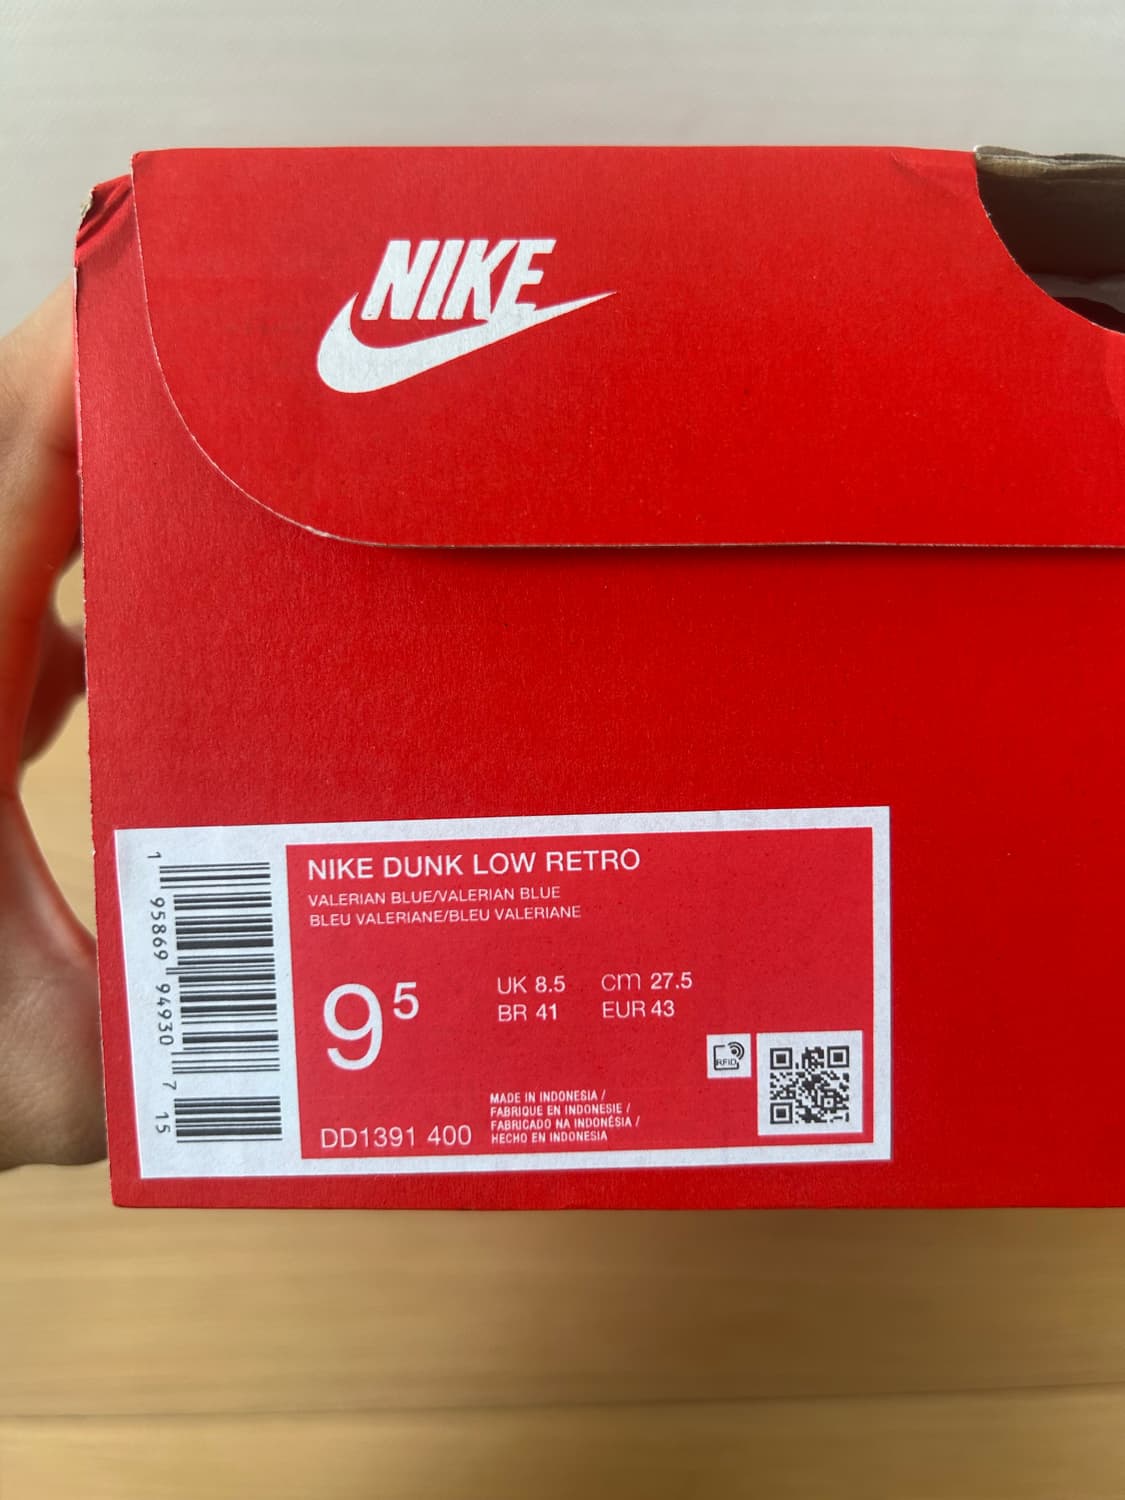 NIKE
NIKE DUNK LOW RETRO
VALERIAN BLUE/VALERIAN BLUE
BLEU VALERIANE/BLEU VALERIANE
9 5
UK 8.5 cm 27.5
BR 41 EUR 43
RFID
MADE IN INDONESIA /
FABRIQUE EN INDONESIE /
FABRICADO NA INDONÉSIA /
HECHO EN INDONESIA
DD1391 400
1 95869 94930 7 15